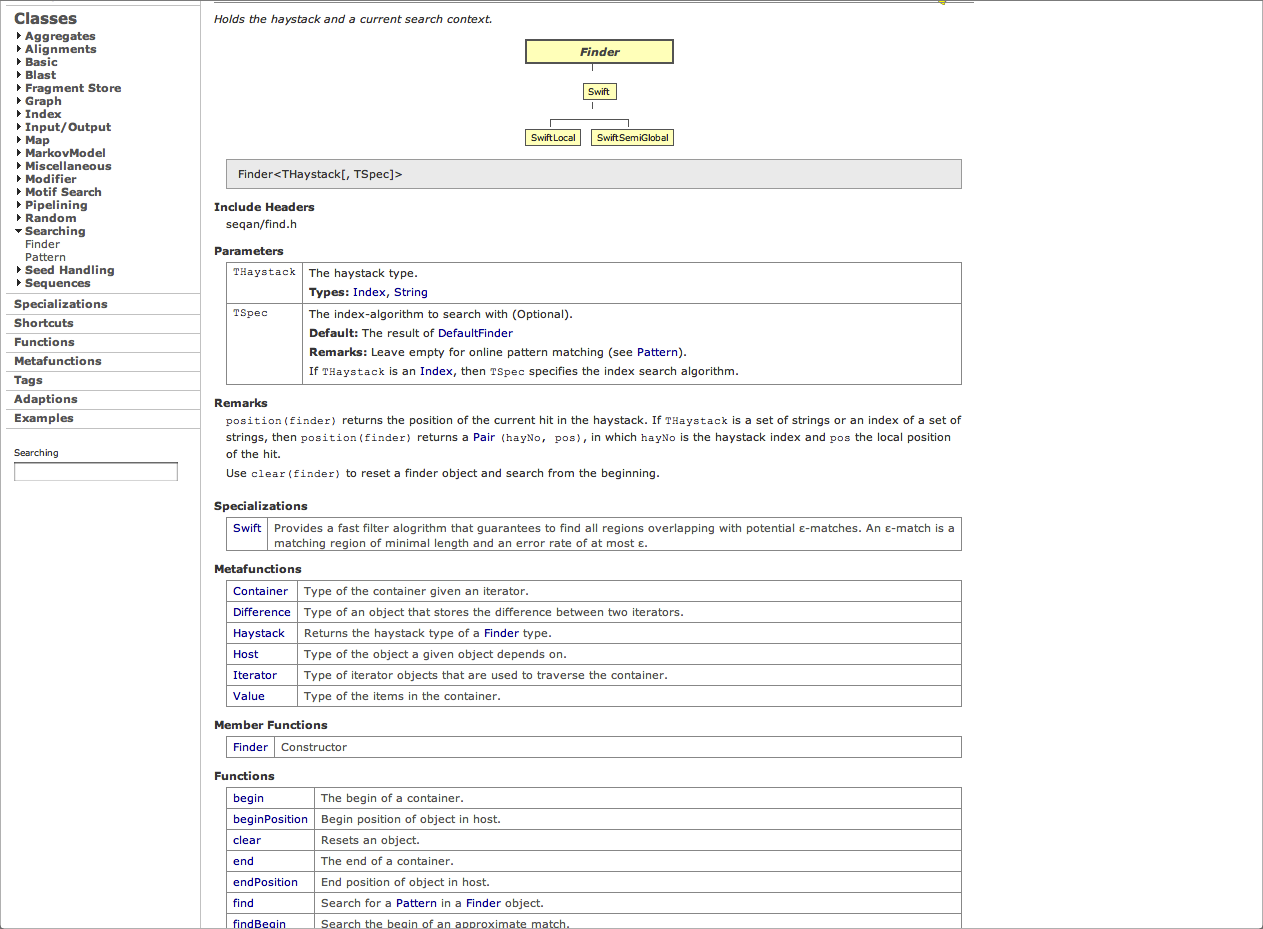 Classes
Aggregates
Alignments
Basic
Blast
Fragment Store
Graph
Index
Input/Output
Map
MarkovModel
Miscellaneous
Modifier
Motif Search
Pipelining
Random
Searching
Finder
Pattern
Seed Handling
Sequences
Specializations
Shortcuts
Functions
Metafunctions
Tags
Adaptions
Examples
Searching
Holds the haystack and a current search context.
Finder
Swift
SwiftLocal SwiftSemiGlobal
Finder<THaystack[, TSpec]>
Include Headers
seqan/find.h
Parameters
THaystack The haystack type.
Types: Index, String
TSpec The index-algorithm to search with (Optional).
Default: The result of DefaultFinder
Remarks: Leave empty for online pattern matching (see Pattern).
If THaystack is an Index, then TSpec specifies the index search algorithm.
Remarks
position(finder) returns the position of the current hit in the haystack. If THaystack is a set of strings or an index of a set of
strings, then position(finder) returns a Pair (hayNo, pos), in which hayNo is the haystack index and pos the local position
of the hit.
Use clear(finder) to reset a finder object and search from the beginning.
Specializations
Swift Provides a fast filter alogrithm that guarantees to find all regions overlapping with potential ε-matches. An ε-match is a
matching region of minimal length and an error rate of at most ε.
Metafunctions
Container Type of the container given an iterator.
Difference Type of an object that stores the difference between two iterators.
Haystack Returns the haystack type of a Finder type.
Host Type of the object a given object depends on.
Iterator Type of iterator objects that are used to traverse the container.
Value Type of the items in the container.
Member Functions
Finder Constructor
Functions
begin The begin of a container.
beginPosition Begin position of object in host.
clear Resets an object.
end The end of a container.
endPosition End position of object in host.
find Search for a Pattern in a Finder object.
findBegin Search the begin of an approximate match.